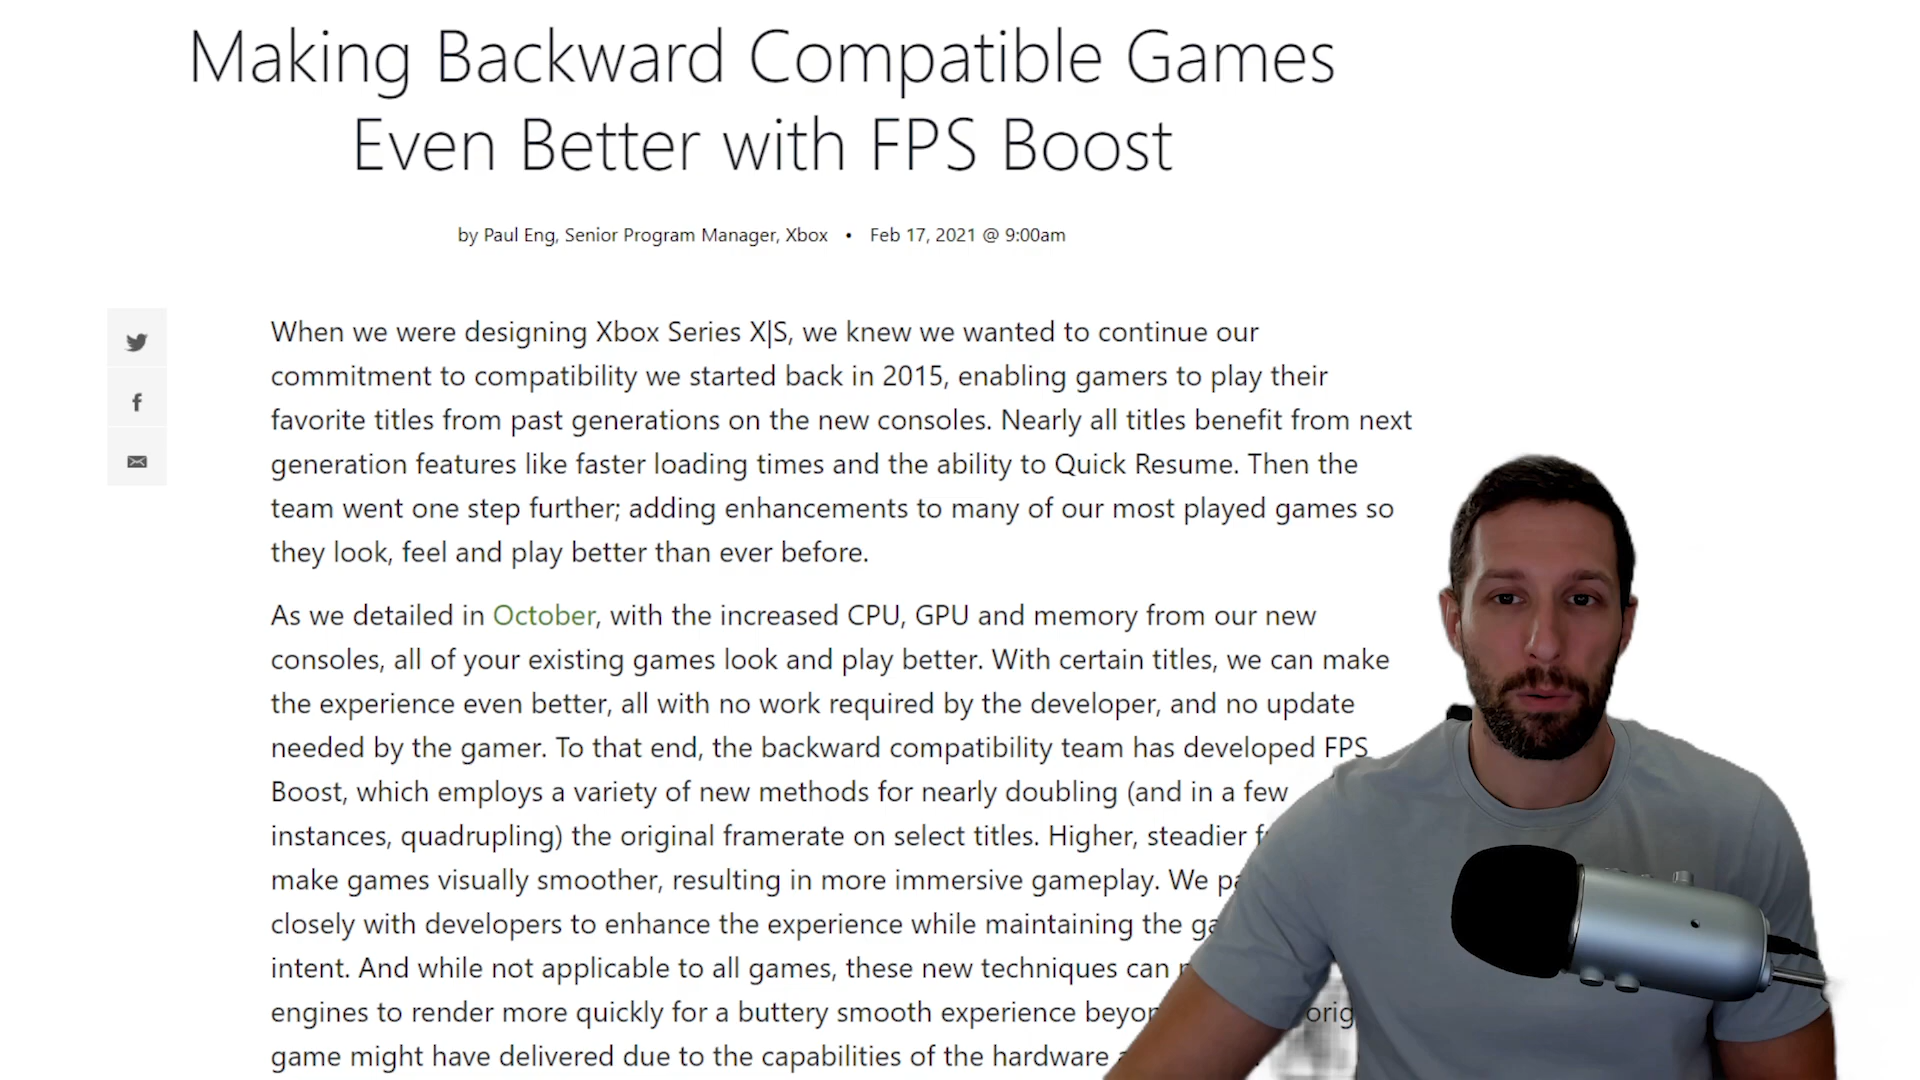 Making Backward Compatible Games
Even Better with FPS Boost
by Paul Eng, Senior Program Manager, Xbox • Feb 17, 2021 @ 9:00am
When we were designing Xbox Series X|S, we knew we wanted to continue our
commitment to compatibility we started back in 2015, enabling gamers to play their
favorite titles from past generations on the new consoles. Nearly all titles benefit from next
generation features like faster loading times and the ability to Quick Resume. Then the
team went one step further; adding enhancements to many of our most played games so
they look, feel and play better than ever before.
As we detailed in October, with the increased CPU, GPU and memory from our new
consoles, all of your existing games look and play better. With certain titles, we can make
the experience even better, all with no work required by the developer, and no update
needed by the gamer. To that end, the backward compatibility team has developed FPS
Boost, which employs a variety of new methods for nearly doubling (and in a few
instances, quadrupling) the original framerate on select titles. Higher, steadier
make games visually smoother, resulting in more immersive gameplay. We
closely with developers to enhance the experience while maintaining the
intent. And while not applicable to all games, these new techniques can
engines to render more quickly for a buttery smooth experience
game might have delivered due to the capabilities of the hardware